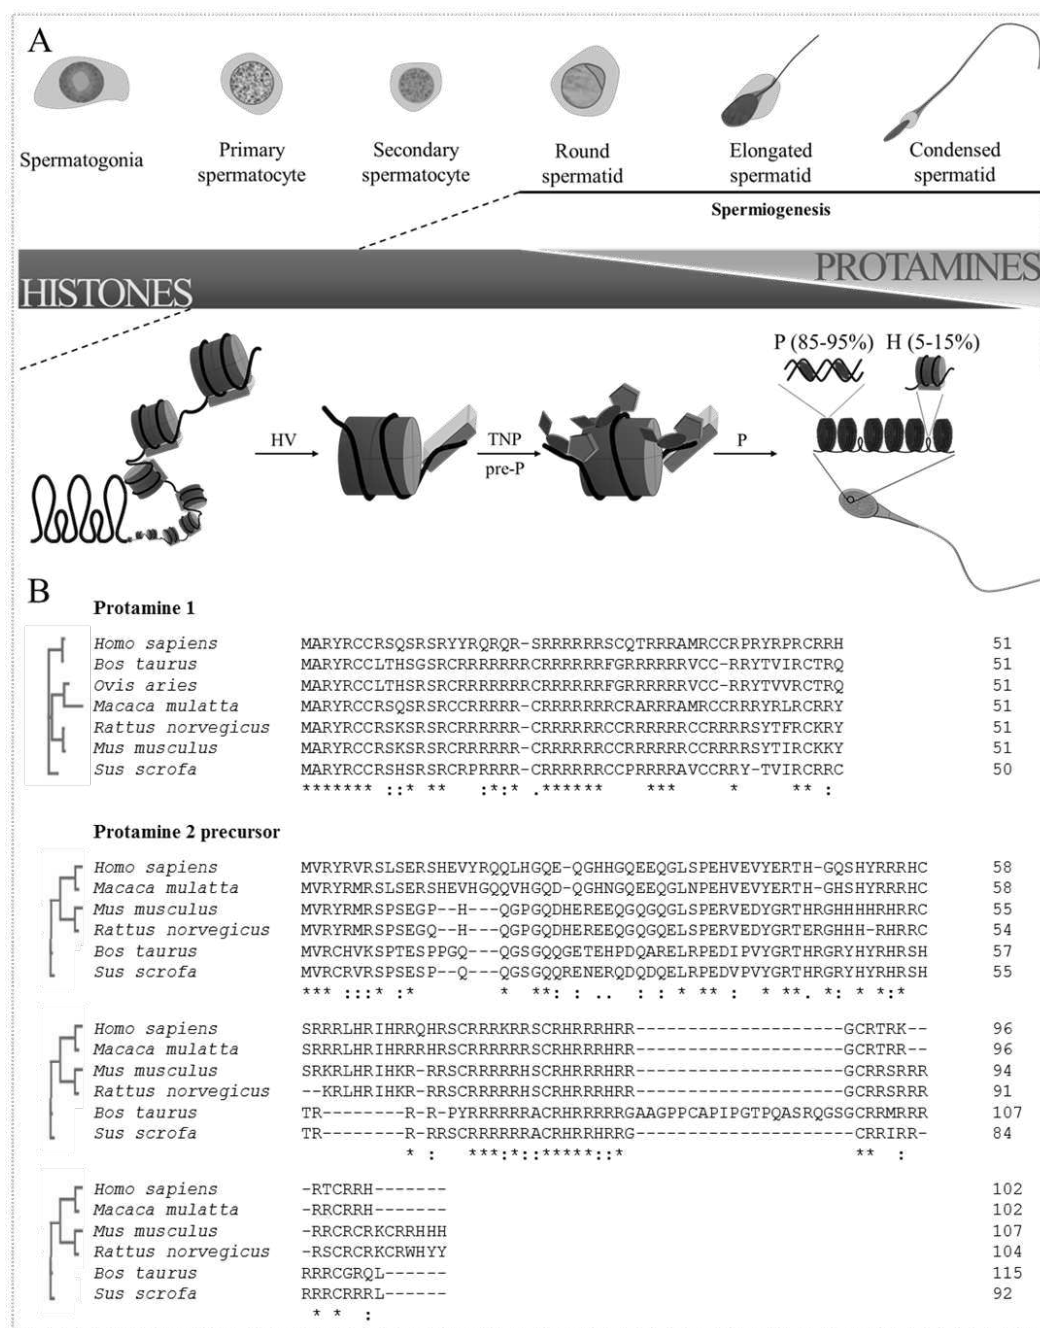 A
Spermatogonia
Primary spermatocyte
Secondary spermatocyte
Round spermatid
Elongated spermatid
Condensed spermatid
Spermiogenesis
HISTONES
PROTAMINES
P (85-95%) H (5-15%)
HV
TNP
pre-P
P
B
Protamine 1
Homo sapiens MARYRCCRSQSRSRYYRQRQR-SRRRRRRSCQTRRRAMRCCRPRYRPRCRRH 51
Bos taurus MARYRCCLTHSGSRCRRRRRRRCRRRRRRFGRRRRRRVCC-RRYTVIRCTRQ 51
Ovis aries MARYRCCLTHSRSRCRRRRRRRCRRRRRRFGRRRRRRVCC-RRYTVVRCTRQ 51
Macaca mulatta MARYRCCRSQSRSRCCRRRRR-CRRRRRRRCRARRRAMRCCRRRYRLRCRRY 51
Rattus norvegicus MARYRCCRSKSRSRCRRRRRR-CRRRRRRCCRRRRRRCCRRRRSYTFRCKRY 51
Mus musculus MARYRCCRSKSRSRCRRRRRR-CRRRRRRCCRRRRRRCCRRRRSYTIRCKKY 51
Sus scrofa MARYRCCRSHSRSRCRPRRRR-CRRRRRRCCPRRRRAVCCRRY-TVIRCRRC 50
******* ::* ** :*:* .****** *** * ** :
Protamine 2 precursor
Homo sapiens MVRYRVRSLSERSHEVYRQQLHGQE-QGHHGQEEQGLSPEHVEVYERTH-GQSHYRRRHC 58
Macaca mulatta MVRYRMRSLSERSHEVHGQQVHGQD-QGHNGQEEQGLNPEHVEVYERTH-GHSHYRRRHC 58
Mus musculus MVRYRMRSPSEGP--H---QGPGQDHEREEQGQGQGLSPERVEDYGRTHRGHHHHRHRRC 55
Rattus norvegicus MVRYRMRSPSEGQ--H---QGPGQDHEREEQGQGQELSPERVEDYGRTERGHHH-RHRRC 54
Bos taurus MVRCHVKSPTESPPGQ---QGSGQQGETEHPDQARELRPEDIPVYGRTHRGRYHYRHRSH 57
Sus scrofa MVRCRVRSPSESP--Q---QGSGQQRENERQDQDQELRPEDVPVYGRTHRGRYHYRHRSH 55
*** :::* :* * **: : .. : : * ** : * **. : * *:*
Homo sapiens SRRRLHRIHRRQHRSCRRRKRRSCRHRRRHRR--------------------GCRTRK-- 96
Macaca mulatta SRRRLHRIHRRRHRSCRRRRRRSCRHRRRHRR--------------------GCRTRR-- 96
Mus musculus SRKRLHRIHKR-RRSCRRRRRHSCRHRRRHRR--------------------GCRRSRRR 94
Rattus norvegicus --KRLHRIHKR-RRSCRRRRRHSCRHRRRHRR--------------------GCRRSRRR 91
Bos taurus TR--------R-R-PYRRRRRRACRHRRRRRGAAGPPCAPIPGTPQASRQGSGCRRMRRR 107
Sus scrofa TR--------R-RRSCRRRRRRACRHRRHRRG---------------------CRRIRR- 84
* : ***:*::*****::* ** :
Homo sapiens -RTCRRH------- 102
Macaca mulatta -RRCRRH------- 102
Mus musculus -RRCRCRKCRRHHH 107
Rattus norvegicus -RSCRCRKCRWHYY 104
Bos taurus RRRCGRQL------ 115
Sus scrofa RRRCRRRL------ 92
* * :